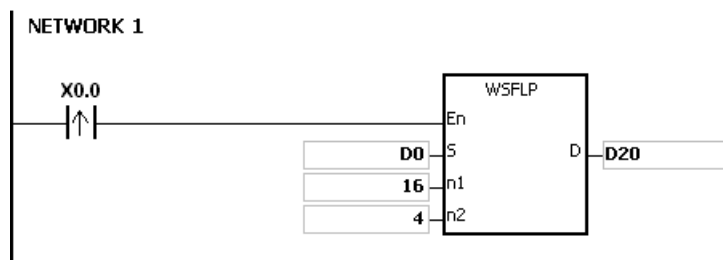 NETWORK 1
X0.0
WSFLP
En
D0 S D D20
16 n1
4 n2